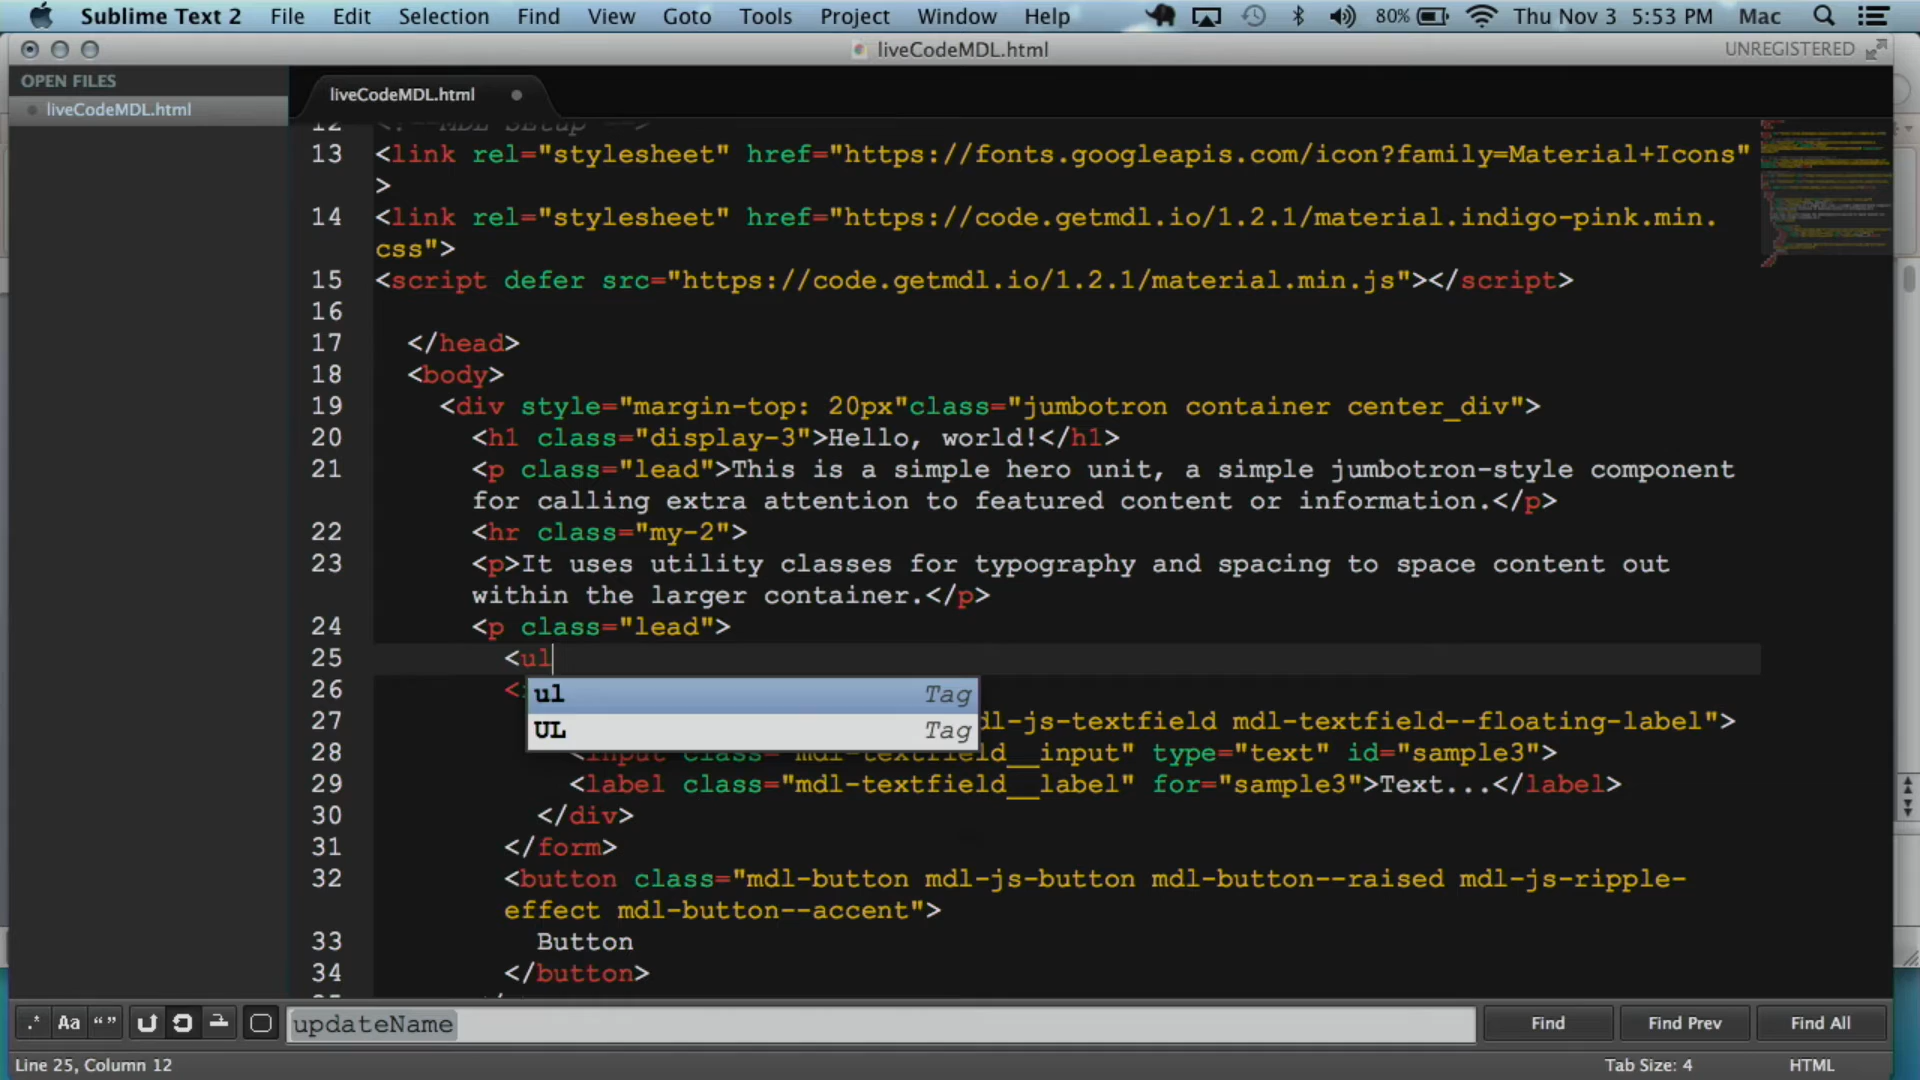 Sublime Text 2 File Edit Selection Find View Goto Tools Project Window Help 80% Thu Nov 3 5:53 PM Mac
liveCodeMDL.html UNREGISTERED
OPEN FILES
liveCodeMDL.html
liveCodeMDL.html
12 <!--MDL Setup -->
13 <link rel="stylesheet" href="https://fonts.googleapis.com/icon?family=Material+Icons"
>
14 <link rel="stylesheet" href="https://code.getmdl.io/1.2.1/material.indigo-pink.min.
css">
15 <script defer src="https://code.getmdl.io/1.2.1/material.min.js"></script>
16
17 </head>
18 <body>
19 <div style="margin-top: 20px"class="jumbotron container center_div">
20 <h1 class="display-3">Hello, world!</h1>
21 <p class="lead">This is a simple hero unit, a simple jumbotron-style component
for calling extra attention to featured content or information.</p>
22 <hr class="my-2">
23 <p>It uses utility classes for typography and spacing to space content out
within the larger container.</p>
24 <p class="lead">
25 <ul
26 <
ul Tag
27 dl-js-textfield mdl-textfield--floating-label">
UL Tag
28 <input class="mdl-textfield__input" type="text" id="sample3">
29 <label class="mdl-textfield__label" for="sample3">Text...</label>
30 </div>
31 </form>
32 <button class="mdl-button mdl-js-button mdl-button--raised mdl-js-ripple-
effect mdl-button--accent">
33 Button
34 </button>
.* Aa “” updateName Find Find Prev Find All
Line 25, Column 12 Tab Size: 4 HTML